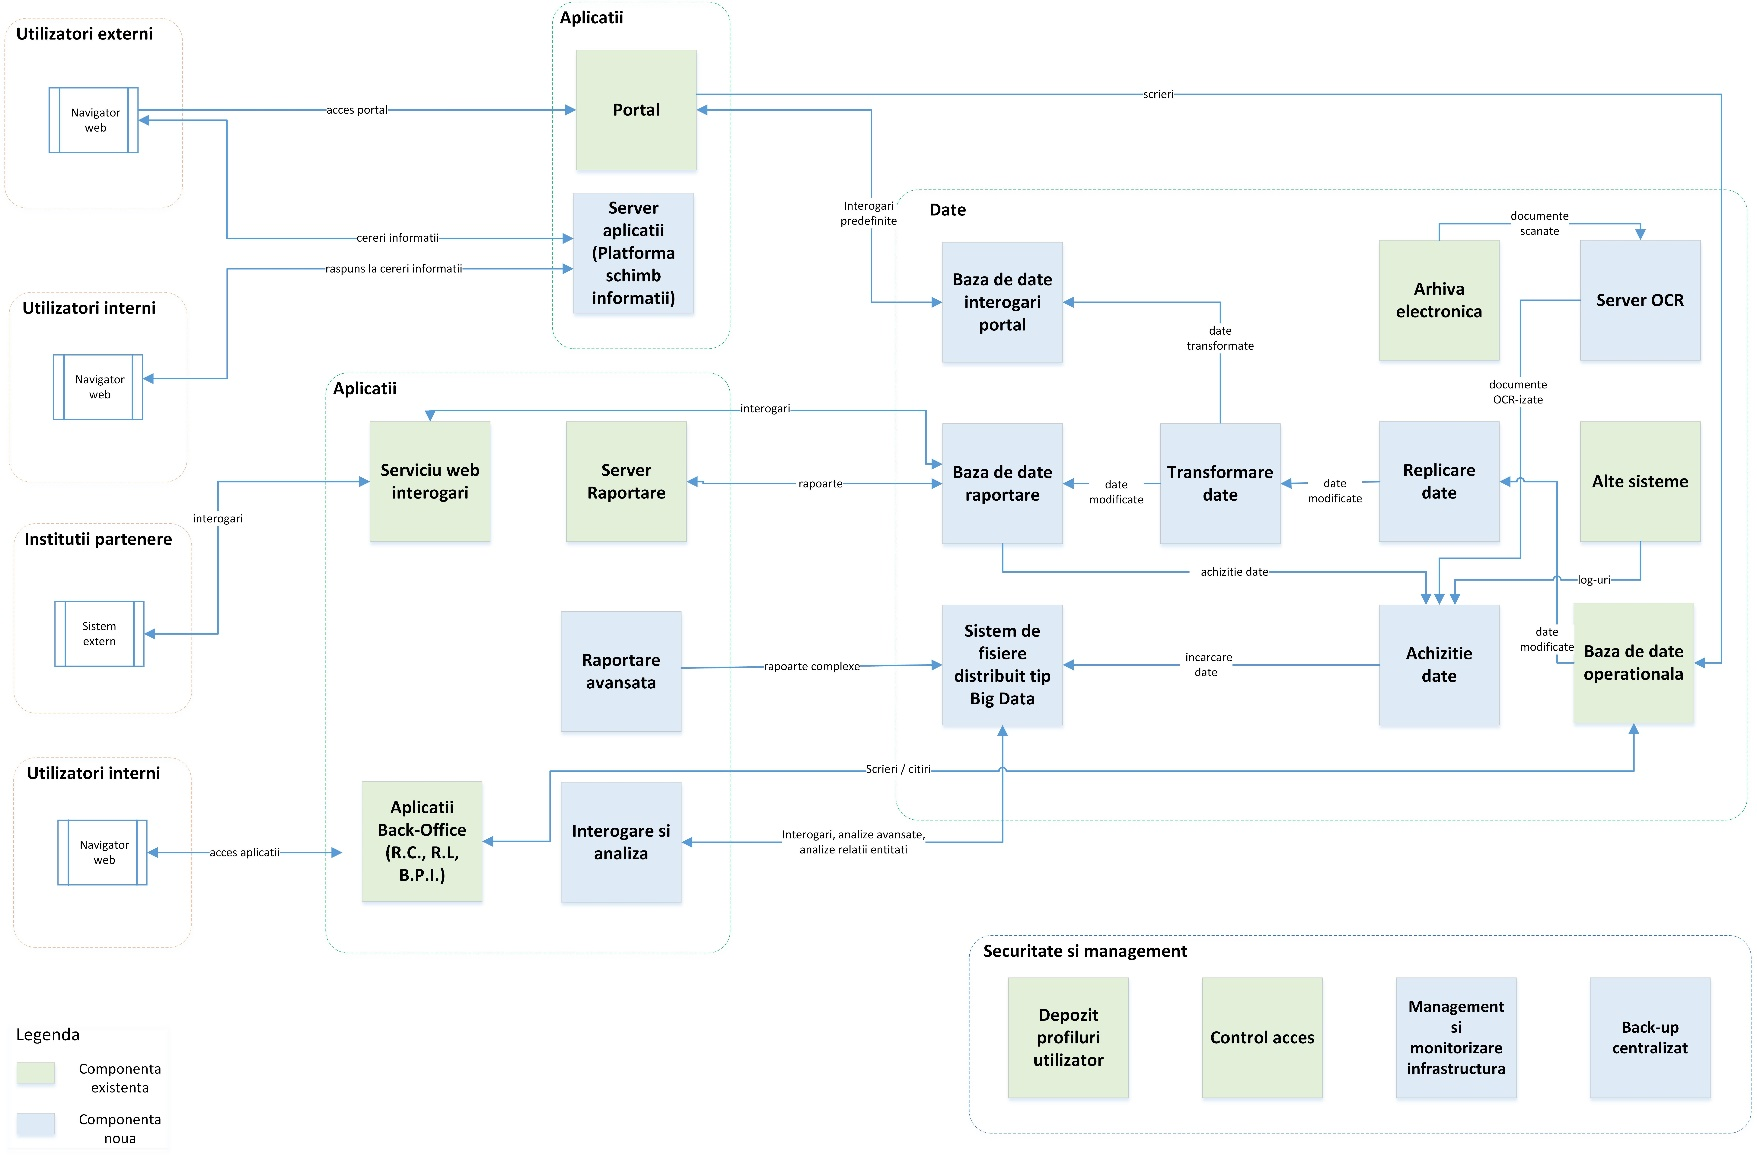 Utilizatori externi
Navigator
web
acces portal
cereri informatii
raspuns la cereri informatii
Aplicatii
Portal
Server
aplicatii
(Platforma
schimb
informatii)
scrieri
Interogari
predefinite
Utilizatori interni
Navigator
web
Date
Baza de date
interogari
portal
date
transformate
Arhiva
electronica
documente
scanate
Server OCR
documente
OCR-izate
Aplicatii
Serviciu web
interogari
Server
Raportare
interogari
rapoarte
Baza de date
raportare
date
modificate
Transformare
date
date
modificate
Replicare
date
Alte sisteme
interogari
Institutii partenere
Sistem
extern
achizitie date
log-uri
Raportare
avansata
rapoarte complexe
Sistem de
fisiere
distribuit tip
Big Data
incarcare
date
Achizitie
date
date
modificate
Baza de date
operationala
Utilizatori interni
Navigator
web
acces aplicatii
Aplicatii
Back-Office
(R.C., R.L,
B.P.I.)
Interogare si
analiza
Scrieri / citiri
Interogari, analize avansate,
analize relatii entitati
Securitate si management
Depozit
profiluri
utilizator
Control acces
Management
si
monitorizare
infrastructura
Back-up
centralizat
Legenda
Componenta
existenta
Componenta
noua